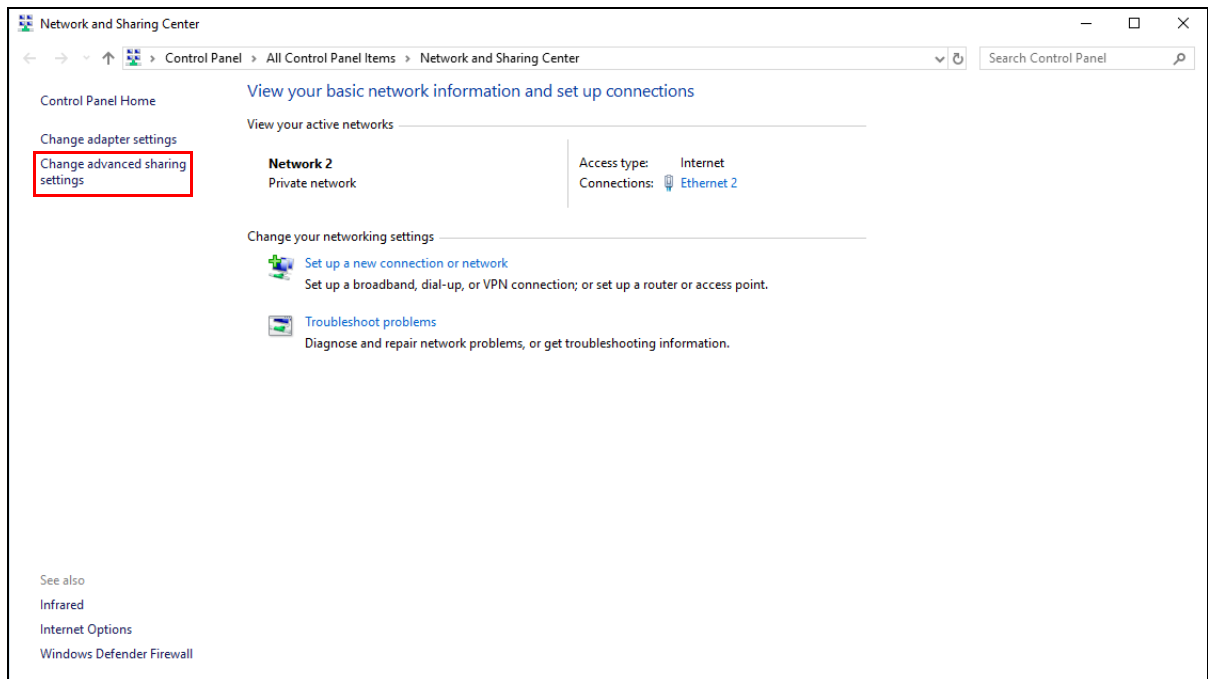 Network and Sharing Center
Control Panel > All Control Panel Items > Network and Sharing Center
Search Control Panel
Control Panel Home
Change adapter settings
Change advanced sharing
settings
View your basic network information and set up connections
View your active networks
Network 2
Private network
Access type: Internet
Connections: Ethernet 2
Change your networking settings
Set up a new connection or network
Set up a broadband, dial-up, or VPN connection; or set up a router or access point.
Troubleshoot problems
Diagnose and repair network problems, or get troubleshooting information.
See also
Infrared
Internet Options
Windows Defender Firewall